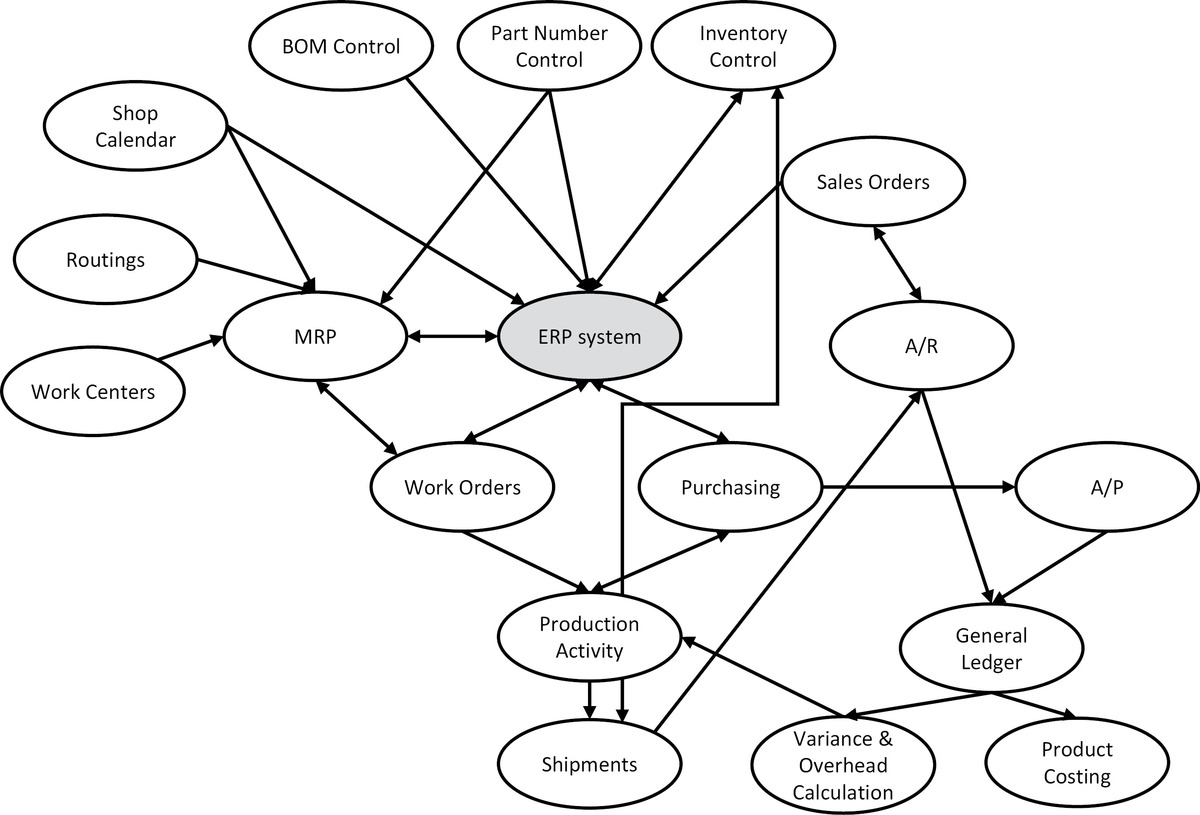 BOM Control
Part Number
Control
Inventory
Control
Shop
Calendar
Sales Orders
Routings
MRP
ERP system
A/R
Work Centers
Work Orders
Purchasing
A/P
Production
Activity
General
Ledger
Shipments
Variance &
Overhead
Calculation
Product
Costing